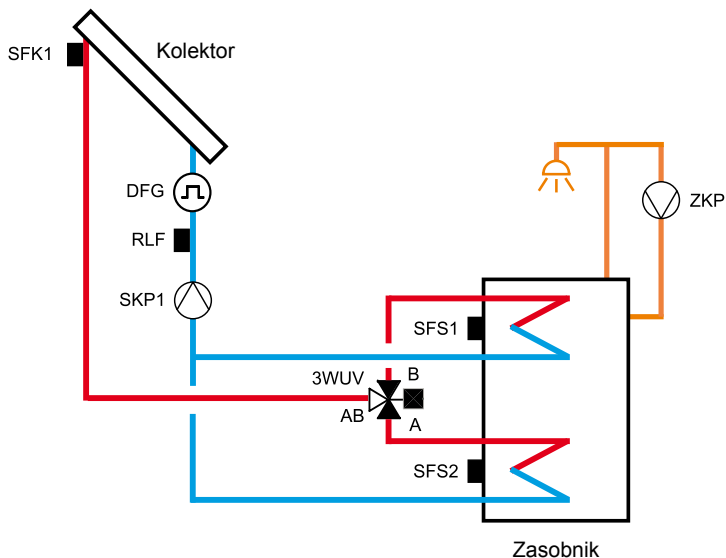 SFK1
Kolektor
DFG
ZKP
RLF
SKP1
SFS1
3WUV
B
AB
A
SFS2
Zasobnik